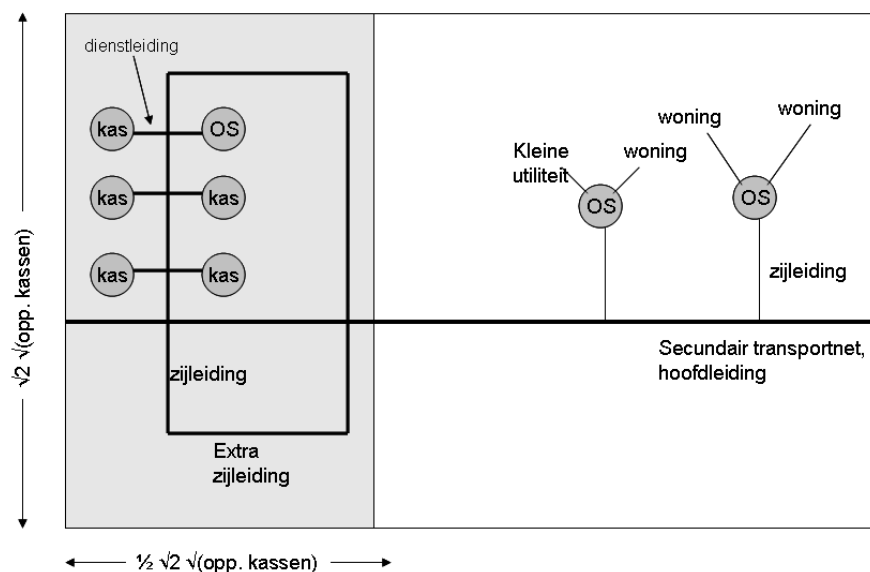 dienstleiding
kas
OS
kas
kas
kas
kas
Kleine
utiliteit
woning
OS
woning
woning
OS
zijleiding
√2 √(opp. kassen)
zijleiding
Secundair transportnet,
hoofdleiding
Extra
zijleiding
½ √2 √(opp. kassen)